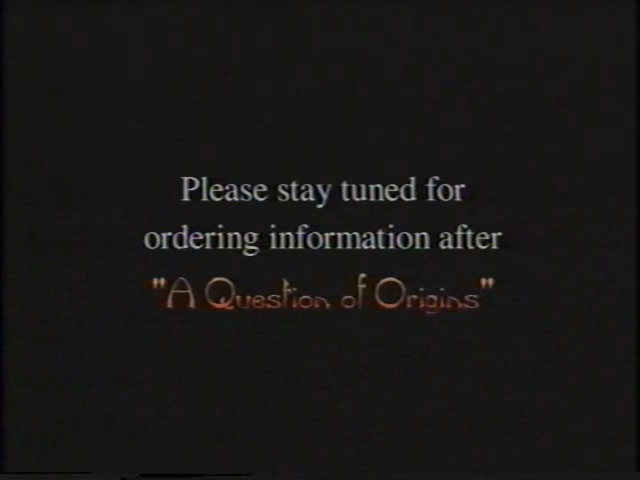 Please stay tuned for
ordering information after
"A Question of Origins"